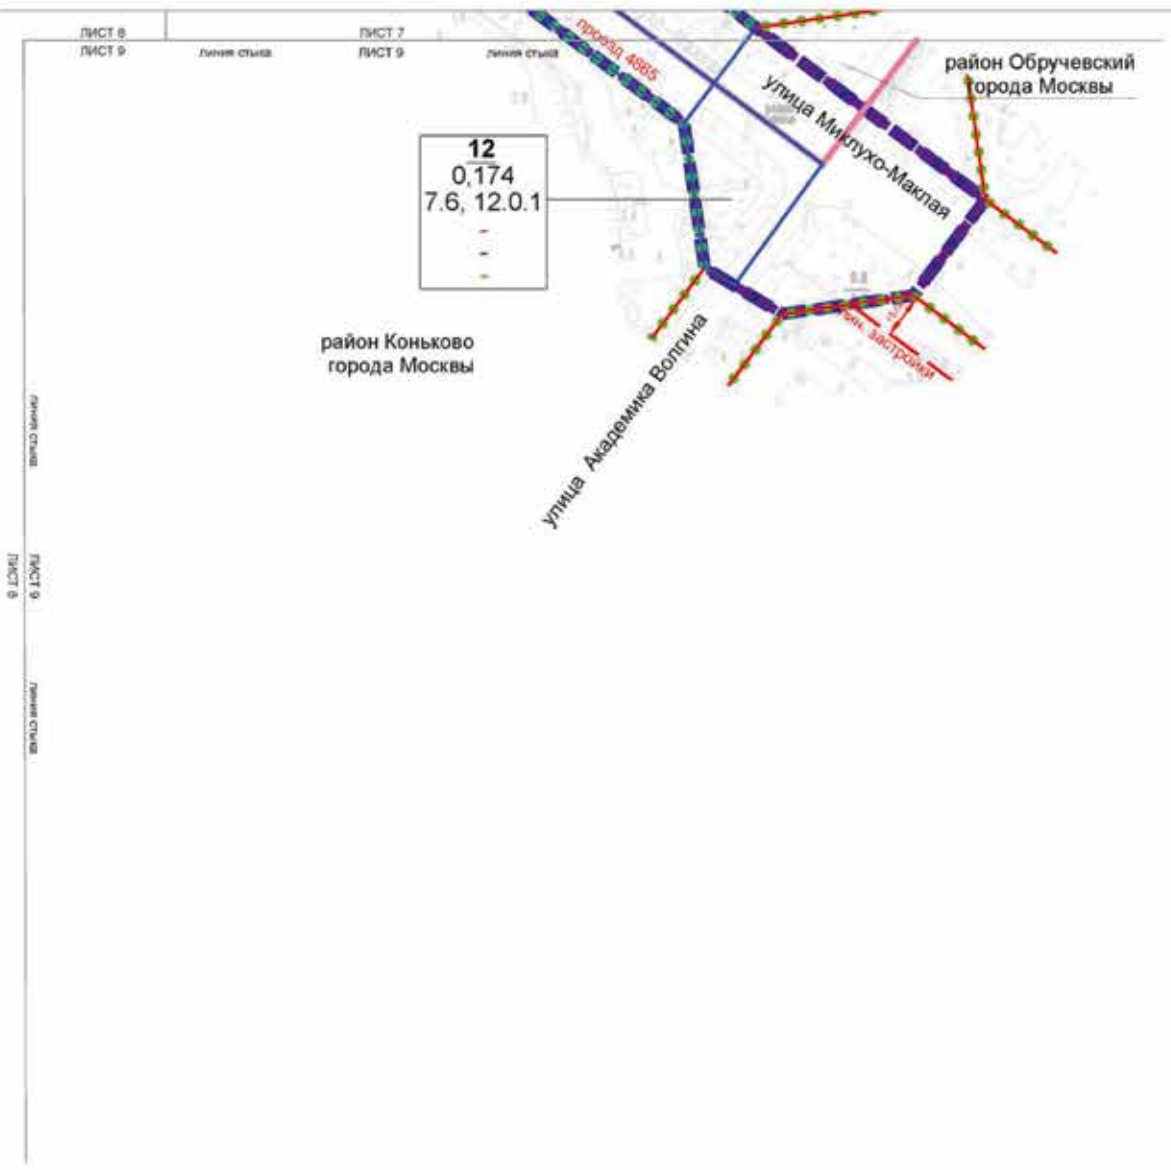 ЛИСТ 8
ЛИСТ 7
ЛИСТ 9
линия стыка
ЛИСТ 9
линия стыка
проезд 4865
район Обручевский
города Москвы
улица Миклухо-Маклая
12
0,174
7.6, 12.0.1
-
-
-
район Коньково
города Москвы
лин. застройки
улица Академика Волгина
линия стыка
ЛИСТ 9
ЛИСТ 8
линия стыка